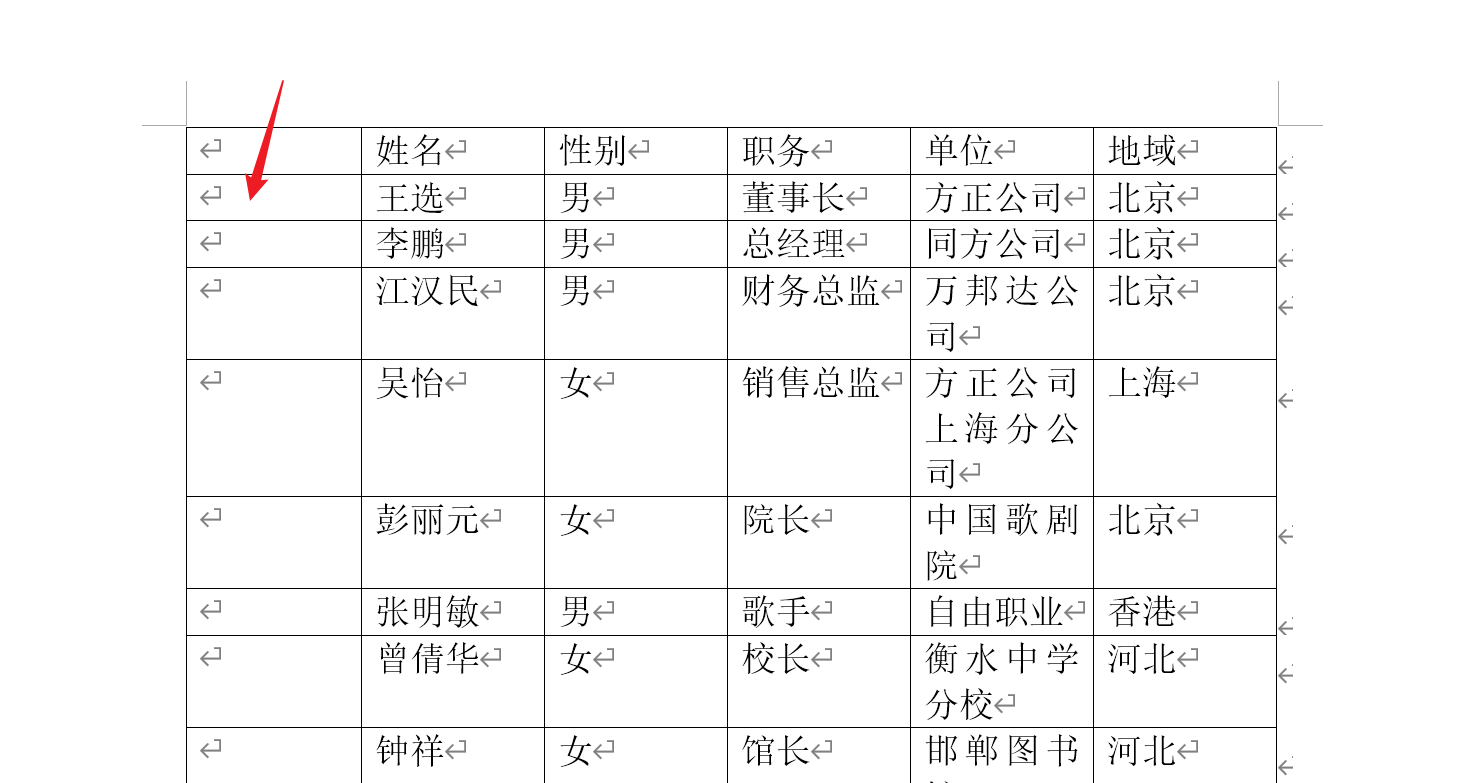 姓名 性别 职务 单位 地域
王选 男 董事长 方正公司 北京
李鹏 男 总经理 同方公司 北京
江汉民 男 财务总监 万邦达公
司 北京
吴怡 女 销售总监 方正公司
上海分公
司 上海
彭丽元 女 院长 中国歌剧
院 北京
张明敏 男 歌手 自由职业 香港
曾倩华 女 校长 衡水中学
分校 河北
钟祥 女 馆长 邯郸图书 河北